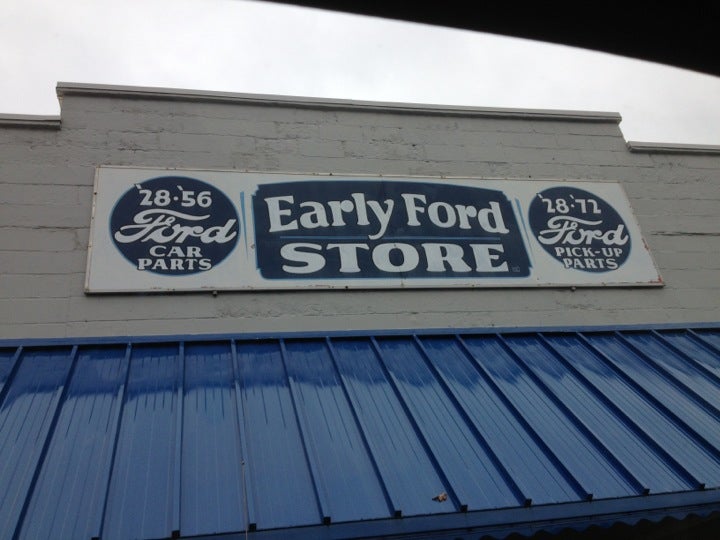 28·56
Ford
CAR
PARTS
Early Ford
STORE
28·72
Ford
PICK-UP
PARTS